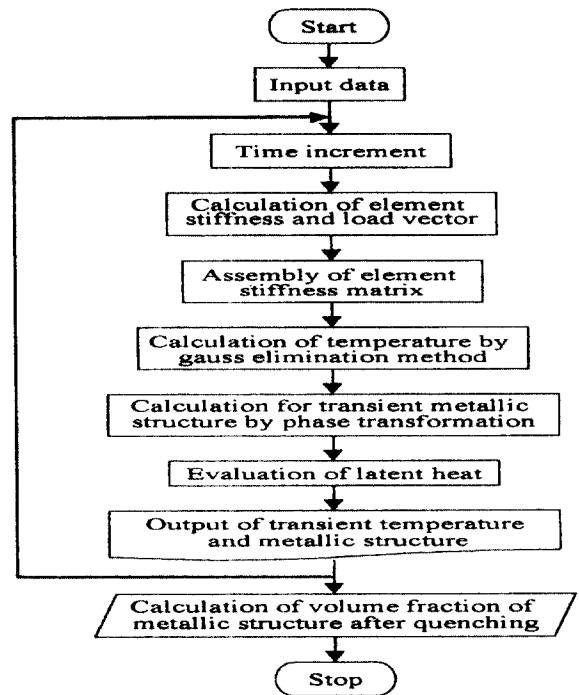 Start
Input data
Time increment
Calculation of element
stiffness and load vector
Assembly of element
stiffness matrix
Calculation of temperature by
gauss elimination method
Calculation for transient metallic
structure by phase transformation
Evaluation of latent heat
Output of transient temperature
and metallic structure
Calculation of volume fraction of
metallic structure after quenching
Stop